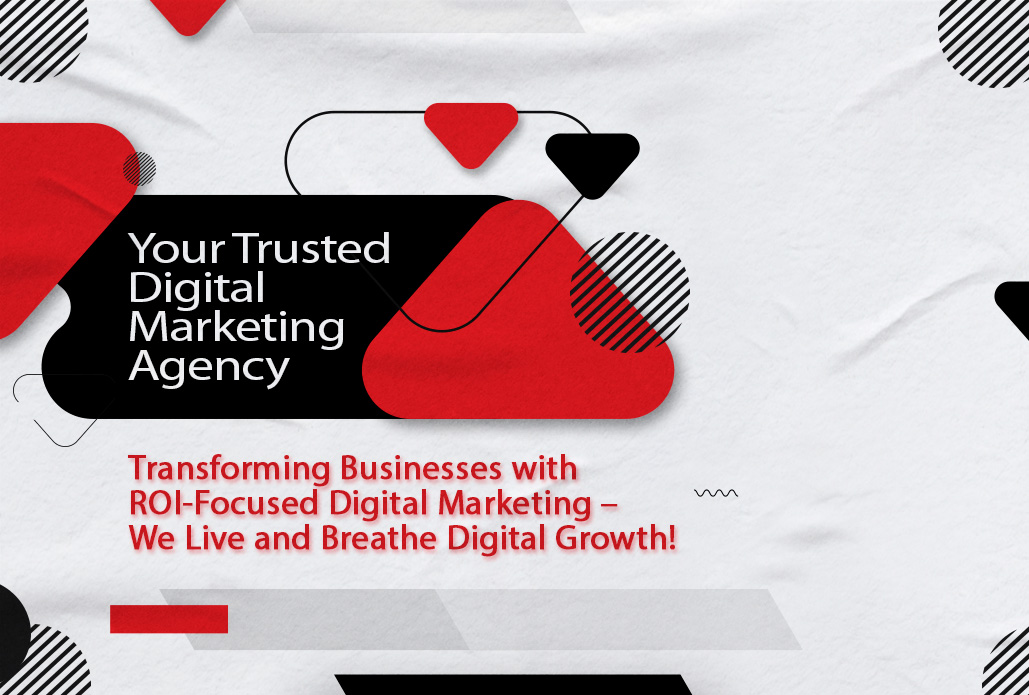 Your Trusted
Digital
Marketing
Agency
Transforming Businesses with
ROI-Focused Digital Marketing –
We Live and Breathe Digital Growth!